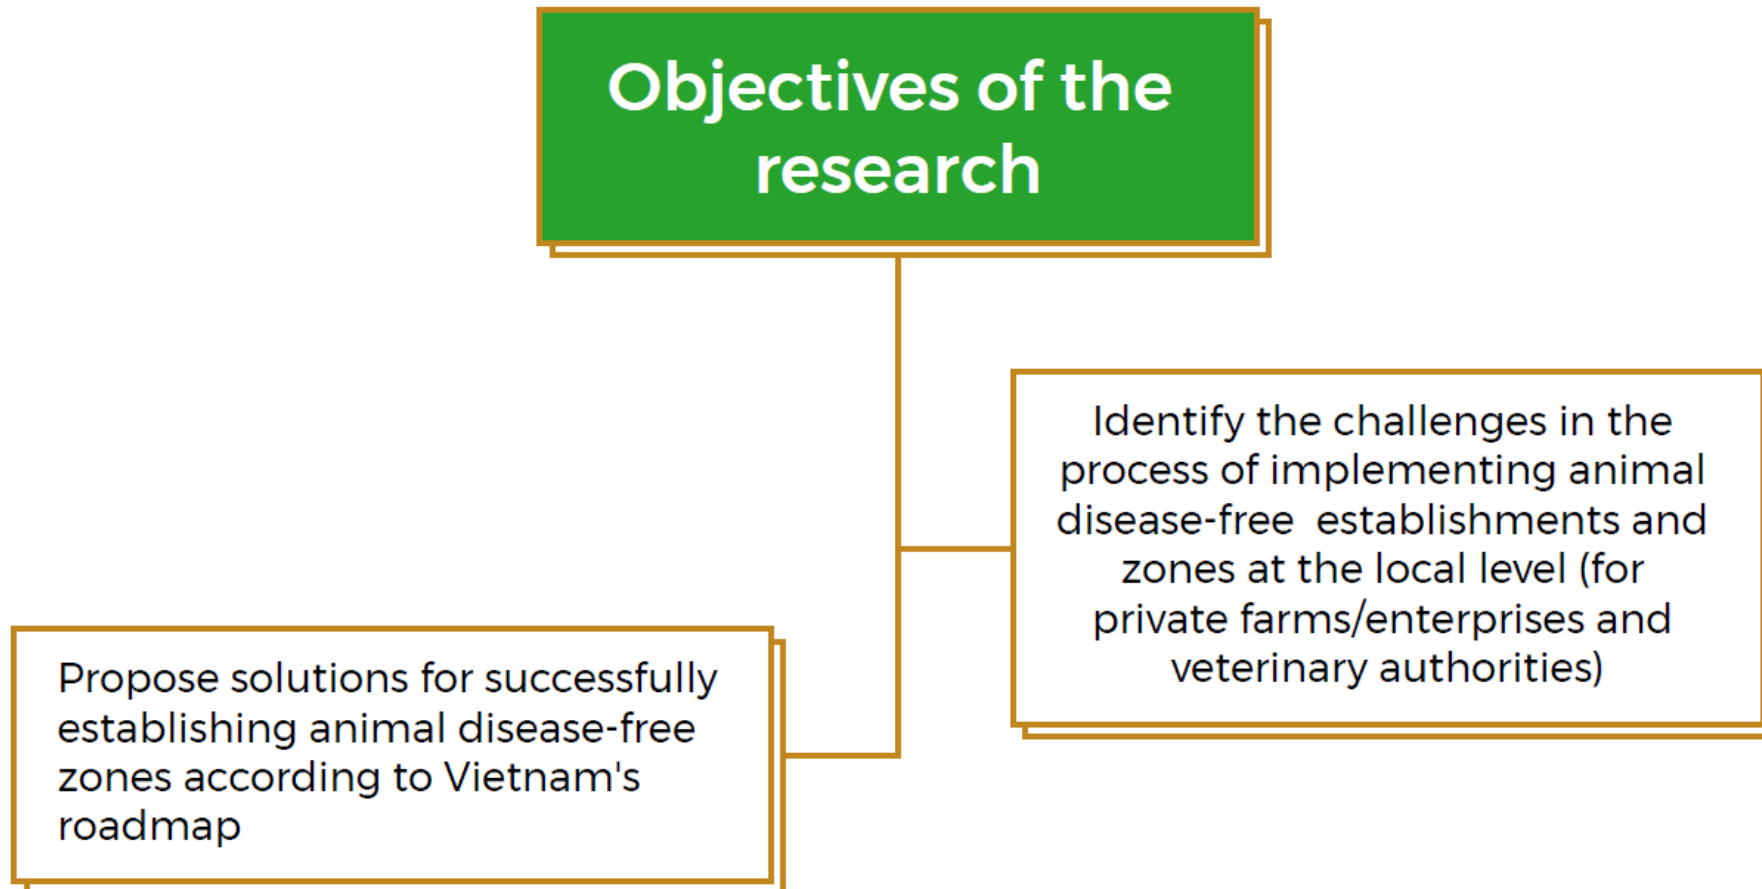 Objectives of the
research
Identify the challenges in the
process of implementing animal
disease-free  establishments and
zones at the local level (for
private farms/enterprises and
veterinary authorities)
Propose solutions for successfully
establishing animal disease-free
zones according to Vietnam's
roadmap